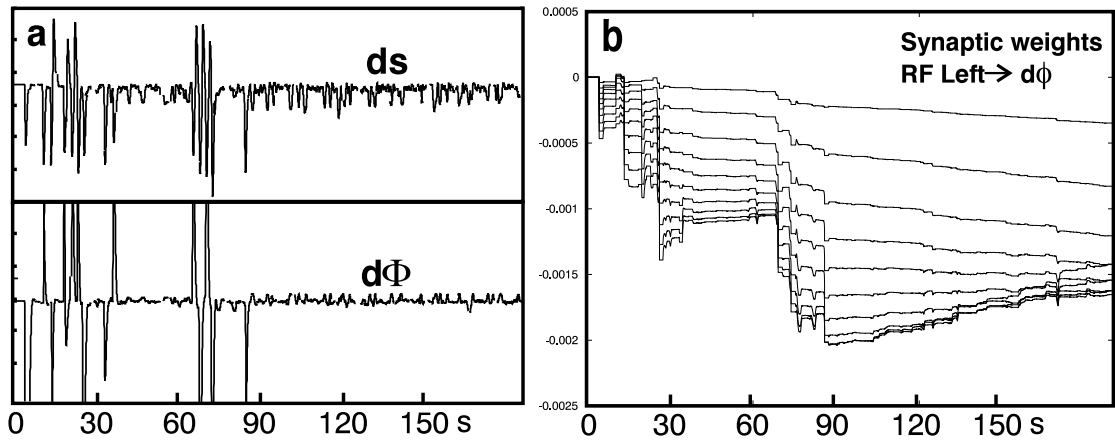 a
ds
dΦ
0 30 60 90 120 150 s
b
Synaptic weights
RF Left→ dϕ
0.0005
0
-0.0005
-0.001
-0.0015
-0.002
-0.0025
0 30 60 90 120 150 s